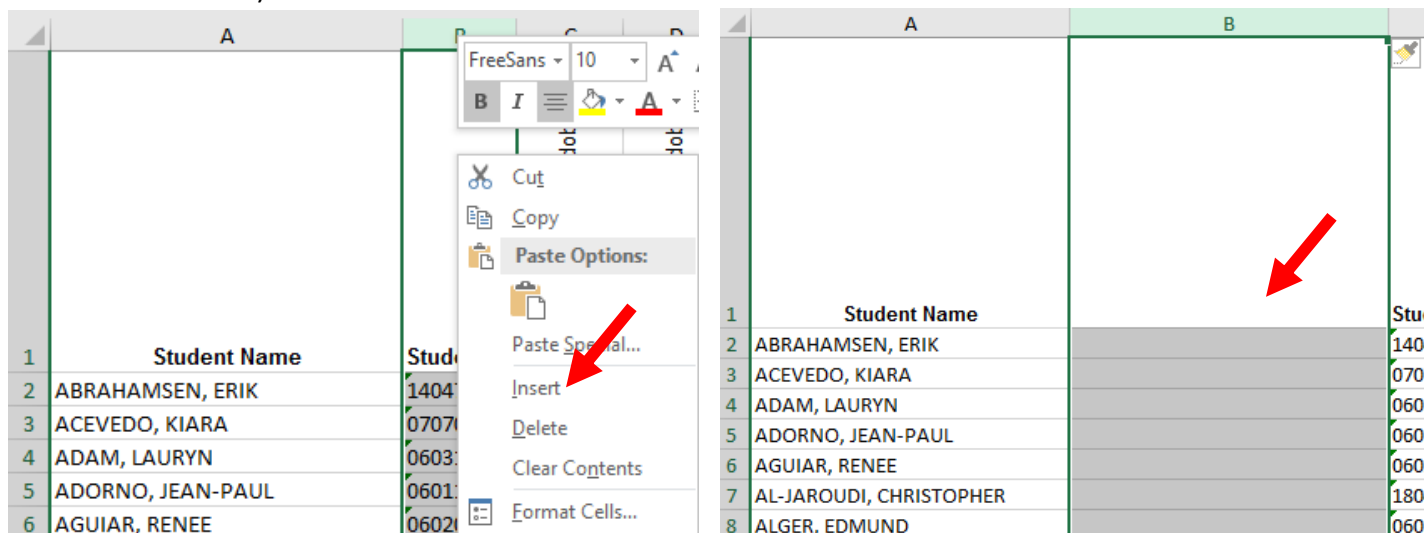 A
FreeSans 10 A
B I A
dob dob
Cut
Copy
Paste Options:
Paste Special...
Insert
Delete
Clear Contents
Format Cells...
1 Student Name
2 ABRAHAMSEN, ERIK 1404
3 ACEVEDO, KIARA 0707
4 ADAM, LAURYN 0603
5 ADORNO, JEAN-PAUL 0601
6 AGUIAR, RENEE 0602
A B
1 Student Name
2 ABRAHAMSEN, ERIK 140
3 ACEVEDO, KIARA 070
4 ADAM, LAURYN 060
5 ADORNO, JEAN-PAUL 060
6 AGUIAR, RENEE 060
7 AL-JAROUDI, CHRISTOPHER 180
8 ALGER, EDMUND 060